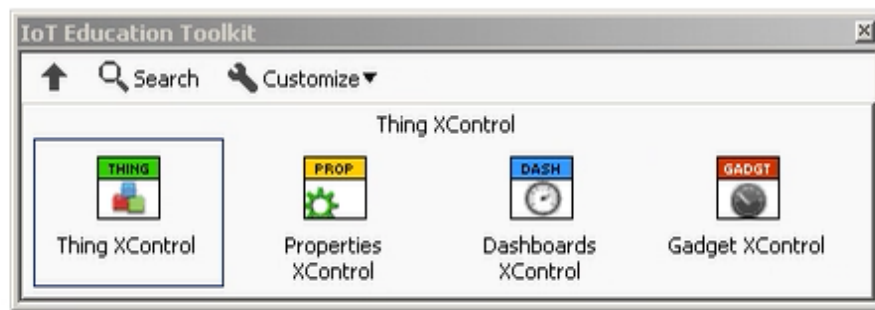 IoT Education Toolkit
Search Customize
Thing XControl
THING PROP DASH GADGT
Thing XControl Properties XControl Dashboards XControl Gadget XControl